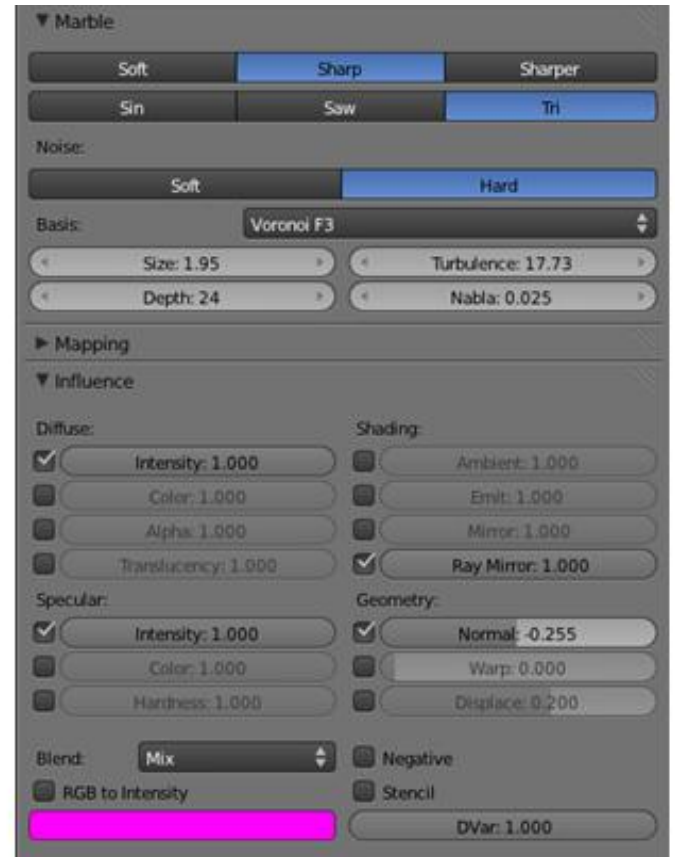 Marble
Soft Sharp Sharper
Sin Saw Tri
Noise:
Soft Hard
Basis: Voronoi F3
Size: 1.95 Turbulence: 17.73
Depth: 24 Nabla: 0.025
Mapping
Influence
Diffuse: Shading:
Intensity: 1.000 Ambient: 1.000
Color: 1.000 Emit: 1.000
Alpha: 1.000 Mirror: 1.000
Translucency: 1.000 Ray Mirror: 1.000
Specular: Geometry:
Intensity: 1.000 Normal: -0.255
Color: 1.000 Warp: 0.000
Hardness: 1.000 Displace: 0.200
Blend: Mix Negative
RGB to Intensity Stencil
DVar: 1.000